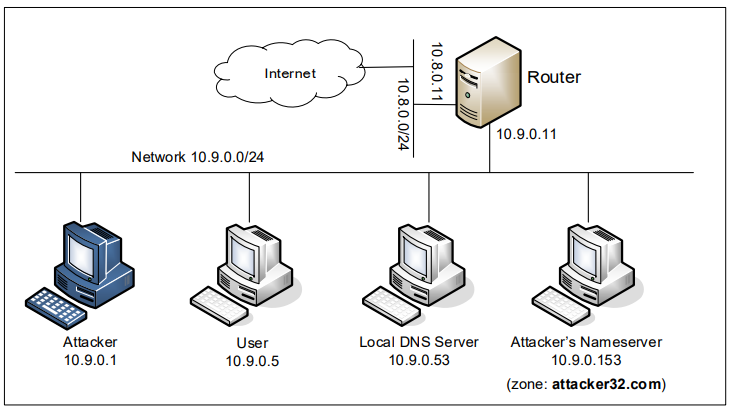 Internet
10.8.0.11
10.8.0.0/24
Router
10.9.0.11
Network 10.9.0.0/24
Attacker
10.9.0.1
User
10.9.0.5
Local DNS Server
10.9.0.53
Attacker's Nameserver
10.9.0.153
(zone: attacker32.com)